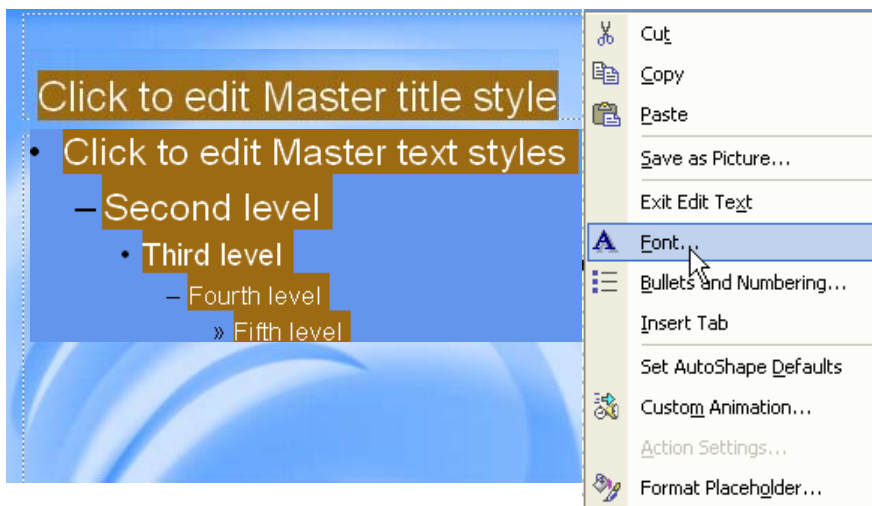 Click to edit Master title style
• Click to edit Master text styles
– Second level
• Third level
– Fourth level
» Fifth level
Cut
Copy
Paste
Save as Picture...
Exit Edit Text
Font...
Bullets and Numbering...
Insert Tab
Set AutoShape Defaults
Custom Animation...
Action Settings...
Format Placeholder...